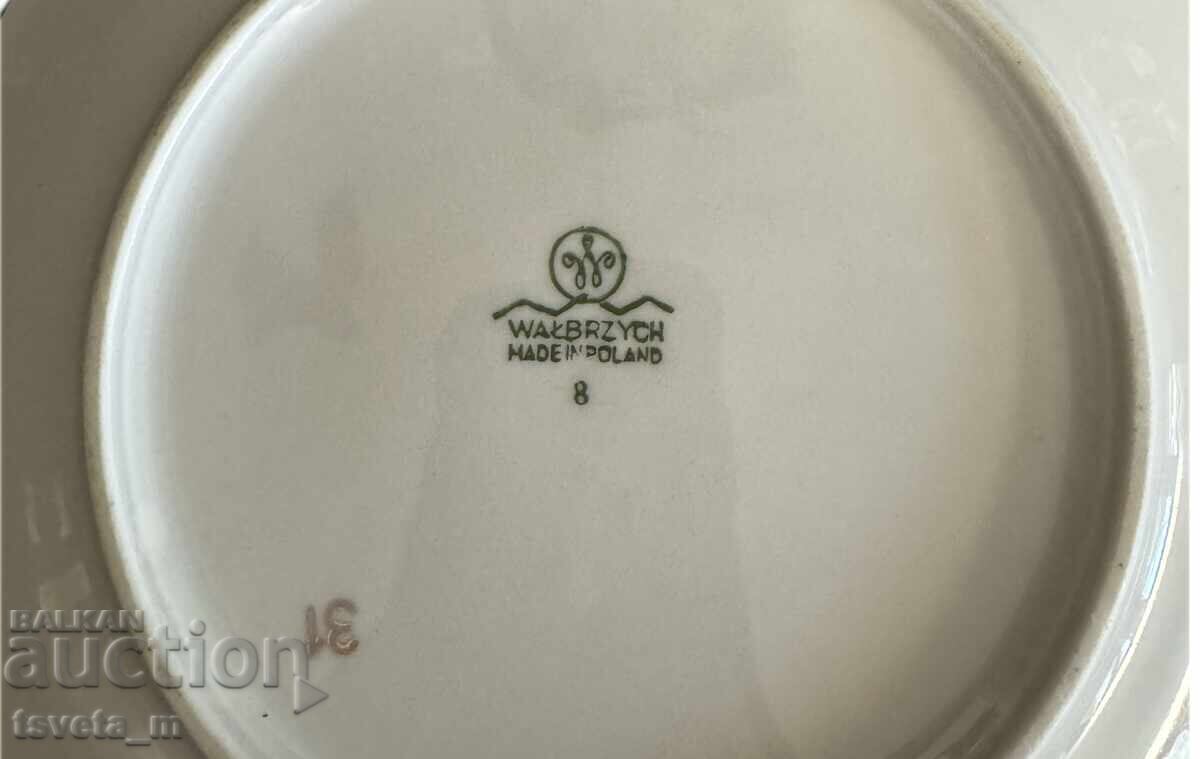 WAŁBRZYCH
MADE IN POLAND
8
31
BALKAN
auction
tsveta_m